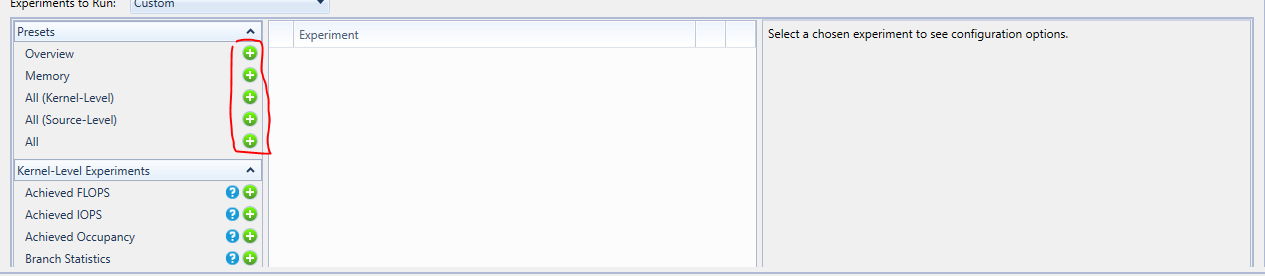 Experiments to Run: Custom
Presets
Overview
Memory
All (Kernel-Level)
All (Source-Level)
All
Kernel-Level Experiments
Achieved FLOPS
Achieved IOPS
Achieved Occupancy
Branch Statistics
Experiment
Select a chosen experiment to see configuration options.